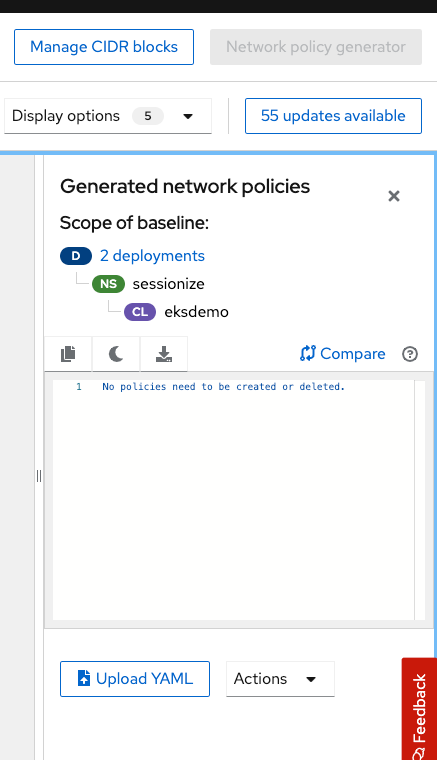 Manage CIDR blocks
Network policy generator
Display options 5
55 updates available
Generated network policies
Scope of baseline:
D 2 deployments
NS sessionize
CL eksdemo
Compare
1 No policies need to be created or deleted.
Upload YAML
Actions
Feedback